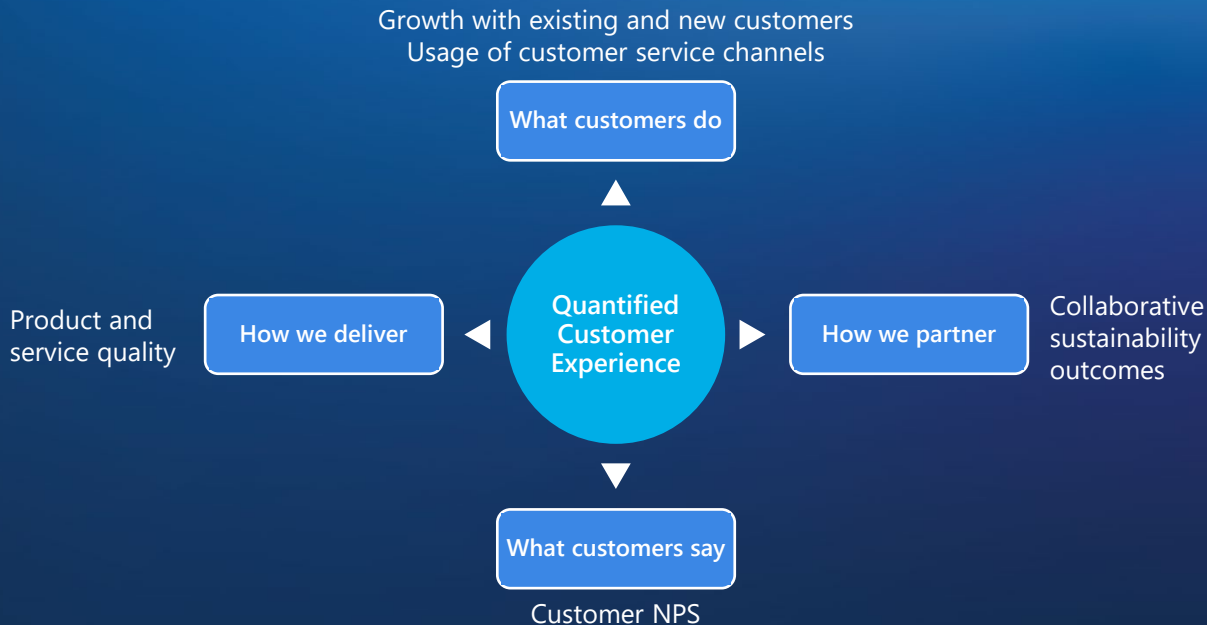 Growth with existing and new customers
Usage of customer service channels
What customers do
Product and
service quality
How we deliver
Quantified
Customer
Experience
How we partner
Collaborative
sustainability
outcomes
What customers say
Customer NPS